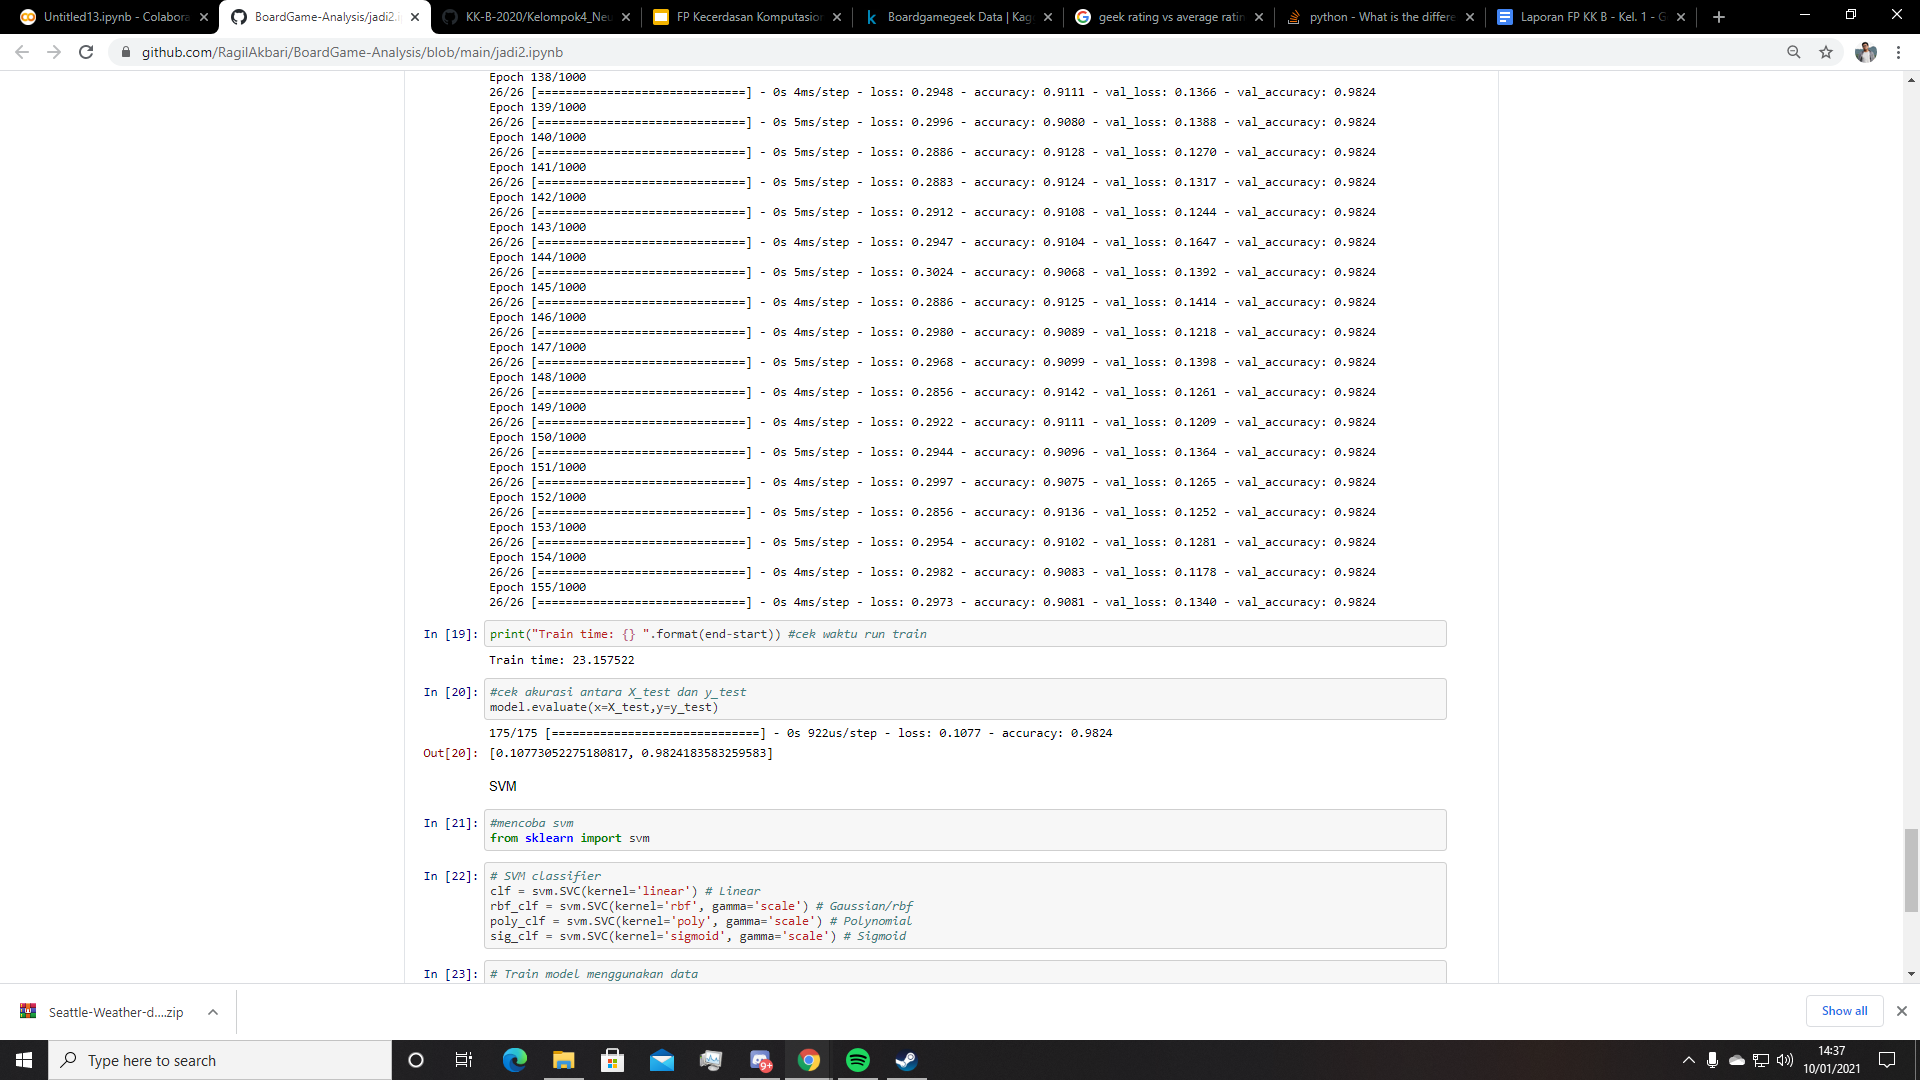 Untitled13.ipynb - Colabora
BoardGame-Analysis/jadi2.i
KK-B-2020/Kelompok4_Neu
FP Kecerdasan Komputasion
Boardgamegeek Data | Kag
geek rating vs average ratin
python - What is the differe
Laporan FP KK B - Kel. 1 - G
github.com/RagilAkbari/BoardGame-Analysis/blob/main/jadi2.ipynb
Epoch 138/1000
26/26 [==============================] - 0s 4ms/step - loss: 0.2948 - accuracy: 0.9111 - val_loss: 0.1366 - val_accuracy: 0.9824
Epoch 139/1000
26/26 [==============================] - 0s 5ms/step - loss: 0.2996 - accuracy: 0.9080 - val_loss: 0.1388 - val_accuracy: 0.9824
Epoch 140/1000
26/26 [==============================] - 0s 5ms/step - loss: 0.2886 - accuracy: 0.9128 - val_loss: 0.1270 - val_accuracy: 0.9824
Epoch 141/1000
26/26 [==============================] - 0s 5ms/step - loss: 0.2883 - accuracy: 0.9124 - val_loss: 0.1317 - val_accuracy: 0.9824
Epoch 142/1000
26/26 [==============================] - 0s 5ms/step - loss: 0.2912 - accuracy: 0.9108 - val_loss: 0.1244 - val_accuracy: 0.9824
Epoch 143/1000
26/26 [==============================] - 0s 4ms/step - loss: 0.2947 - accuracy: 0.9104 - val_loss: 0.1647 - val_accuracy: 0.9824
Epoch 144/1000
26/26 [==============================] - 0s 5ms/step - loss: 0.3024 - accuracy: 0.9068 - val_loss: 0.1392 - val_accuracy: 0.9824
Epoch 145/1000
26/26 [==============================] - 0s 4ms/step - loss: 0.2886 - accuracy: 0.9125 - val_loss: 0.1414 - val_accuracy: 0.9824
Epoch 146/1000
26/26 [==============================] - 0s 4ms/step - loss: 0.2980 - accuracy: 0.9089 - val_loss: 0.1218 - val_accuracy: 0.9824
Epoch 147/1000
26/26 [==============================] - 0s 5ms/step - loss: 0.2968 - accuracy: 0.9099 - val_loss: 0.1398 - val_accuracy: 0.9824
Epoch 148/1000
26/26 [==============================] - 0s 4ms/step - loss: 0.2856 - accuracy: 0.9142 - val_loss: 0.1261 - val_accuracy: 0.9824
Epoch 149/1000
26/26 [==============================] - 0s 4ms/step - loss: 0.2922 - accuracy: 0.9111 - val_loss: 0.1209 - val_accuracy: 0.9824
Epoch 150/1000
26/26 [==============================] - 0s 5ms/step - loss: 0.2944 - accuracy: 0.9096 - val_loss: 0.1364 - val_accuracy: 0.9824
Epoch 151/1000
26/26 [==============================] - 0s 4ms/step - loss: 0.2997 - accuracy: 0.9075 - val_loss: 0.1265 - val_accuracy: 0.9824
Epoch 152/1000
26/26 [==============================] - 0s 5ms/step - loss: 0.2856 - accuracy: 0.9136 - val_loss: 0.1252 - val_accuracy: 0.9824
Epoch 153/1000
26/26 [==============================] - 0s 5ms/step - loss: 0.2954 - accuracy: 0.9102 - val_loss: 0.1281 - val_accuracy: 0.9824
Epoch 154/1000
26/26 [==============================] - 0s 4ms/step - loss: 0.2982 - accuracy: 0.9083 - val_loss: 0.1178 - val_accuracy: 0.9824
Epoch 155/1000
26/26 [==============================] - 0s 4ms/step - loss: 0.2973 - accuracy: 0.9081 - val_loss: 0.1340 - val_accuracy: 0.9824
In [19]: print("Train time: {} ".format(end-start)) #cek waktu run train
Train time: 23.157522
In [20]: #cek akurasi antara X_test dan y_test
model.evaluate(x=X_test,y=y_test)
175/175 [==============================] - 0s 922us/step - loss: 0.1077 - accuracy: 0.9824
Out[20]: [0.10773052275180817, 0.9824183583259583]
SVM
In [21]: #mencoba svm
from sklearn import svm
In [22]: # SVM classifier
clf = svm.SVC(kernel='linear') # Linear
rbf_clf = svm.SVC(kernel='rbf', gamma='scale') # Gaussian/rbf
poly_clf = svm.SVC(kernel='poly', gamma='scale') # Polynomial
sig_clf = svm.SVC(kernel='sigmoid', gamma='scale') # Sigmoid
In [23]: # Train model menggunakan data
Seattle-Weather-d....zip
Show all
Type here to search
9+
14:37
10/01/2021